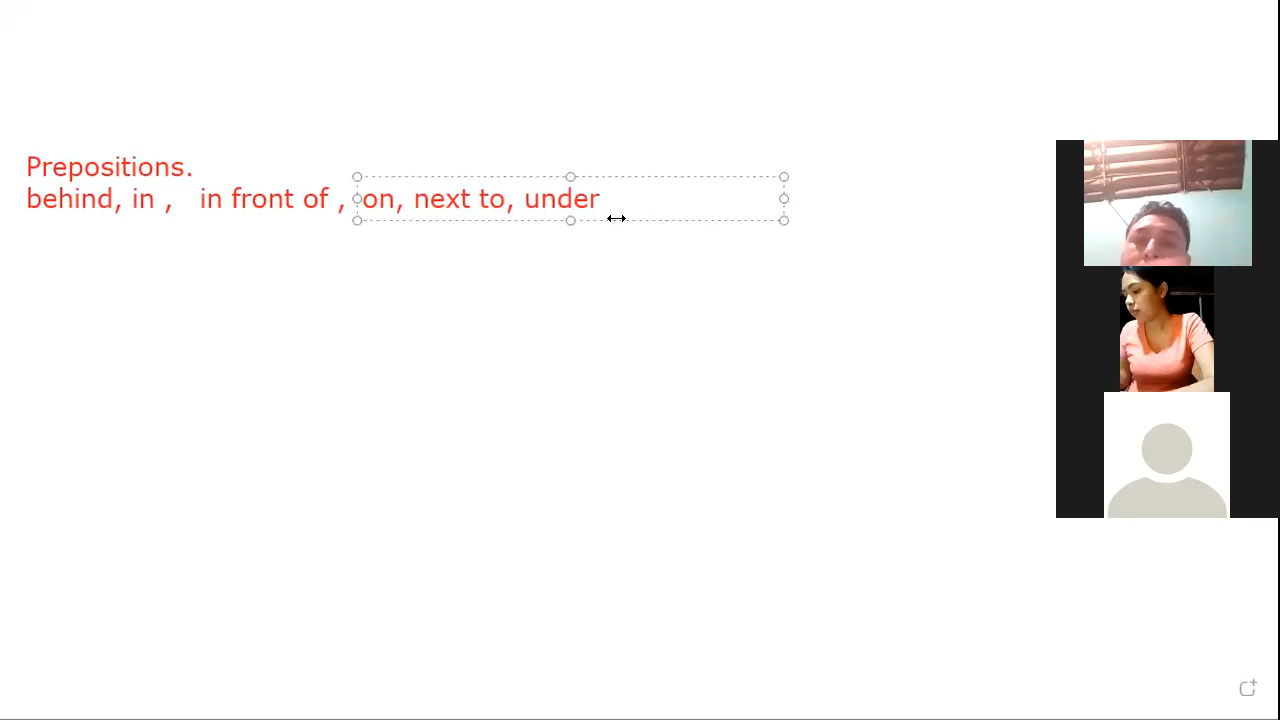 Prepositions.
behind, in ,   in front of ,  on, next to, under